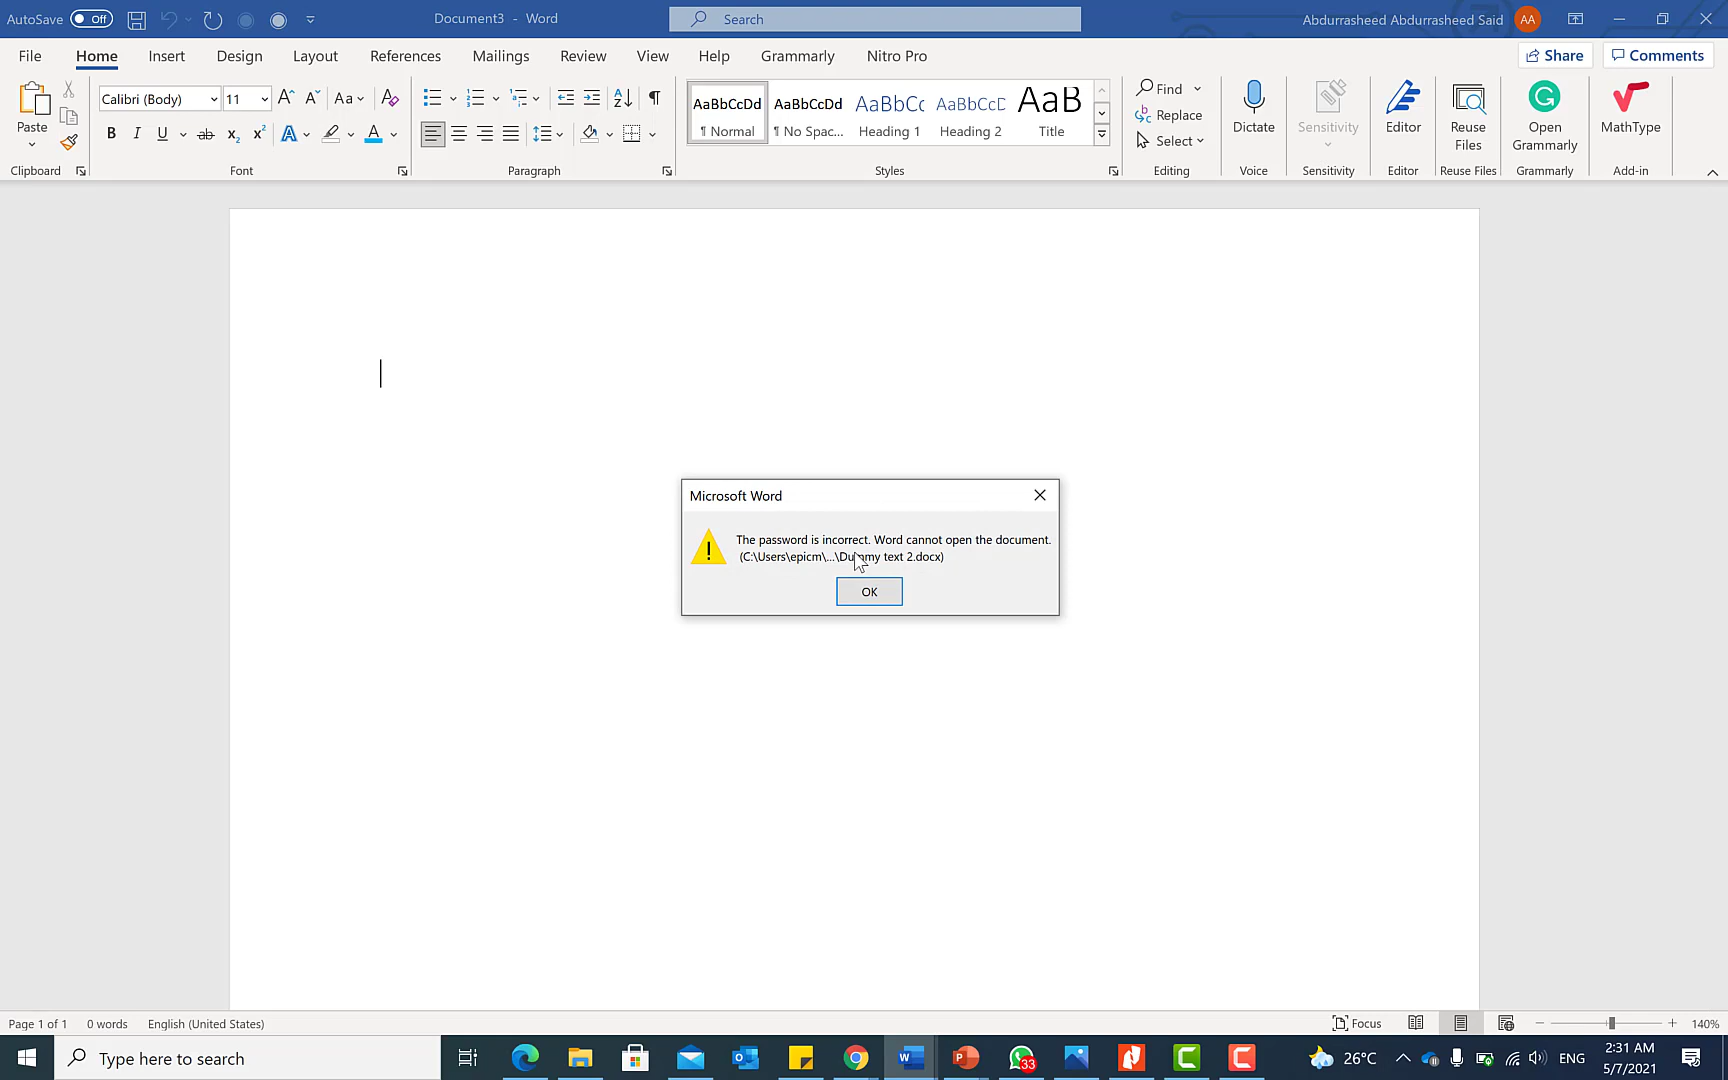 AutoSave Off
Document3 - Word
Search
Abdurrasheed Abdurrasheed Said AA
File Home Insert Design Layout References Mailings Review View Help Grammarly Nitro Pro
Share Comments
Paste
Clipboard
Calibri (Body) 11 Aa
B I U ab x₂ x² A A
Font
Paragraph
AaBbCcDd AaBbCcDd AaBbCc AaBbCcD AaB
¶ Normal ¶ No Spac... Heading 1 Heading 2 Title
Styles
Find
Replace
Select
Editing
Dictate
Voice
Sensitivity
Sensitivity
Editor
Editor
Reuse
Files
Reuse Files
Open
Grammarly
Grammarly
MathType
Add-in
Microsoft Word
The password is incorrect. Word cannot open the document.
(C:\Users\epicm\...\Dummy text 2.docx)
OK
Page 1 of 1 0 words English (United States)
Focus
140%
Type here to search
33
26°C
ENG
2:31 AM
5/7/2021